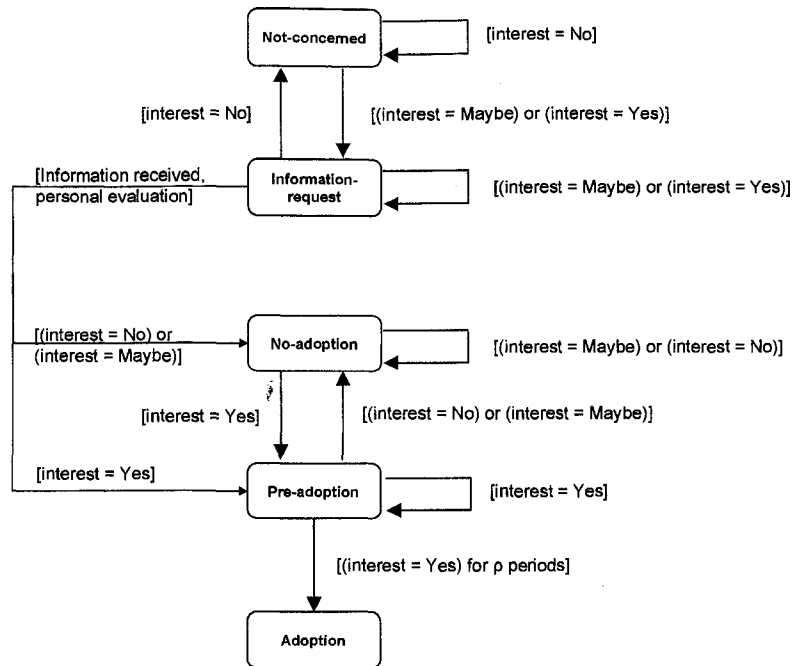 Not-concerned
[interest = No]
[interest = No]
[(interest = Maybe) or (interest = Yes)]
[Information received,
personal evaluation]
Information-
request
[(interest = Maybe) or (interest = Yes)]
[(interest = No) or
(interest = Maybe)]
No-adoption
[(interest = Maybe) or (interest = No)]
[interest = Yes]
[(interest = No) or (interest = Maybe)]
[interest = Yes]
Pre-adoption
[interest = Yes]
[(interest = Yes) for ρ periods]
Adoption